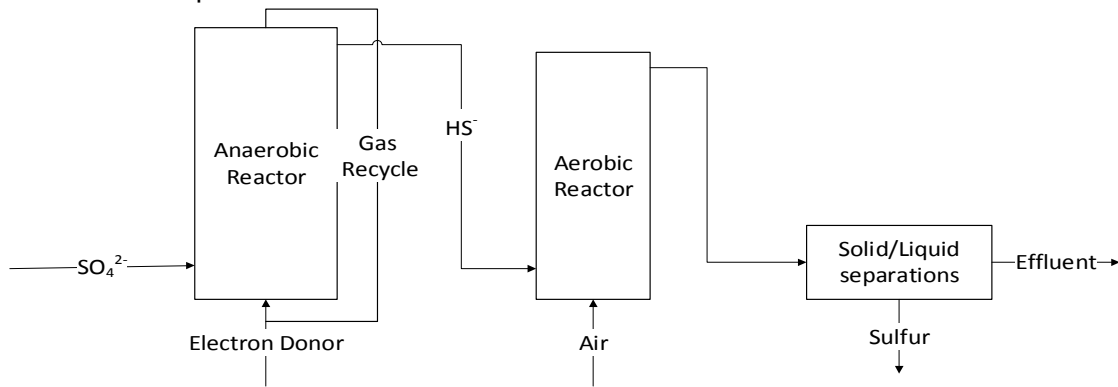 Anaerobic
Reactor
Gas
Recycle
HS⁻
Aerobic
Reactor
SO₄²⁻
Solid/Liquid
separations
Effluent
Electron Donor
Air
Sulfur